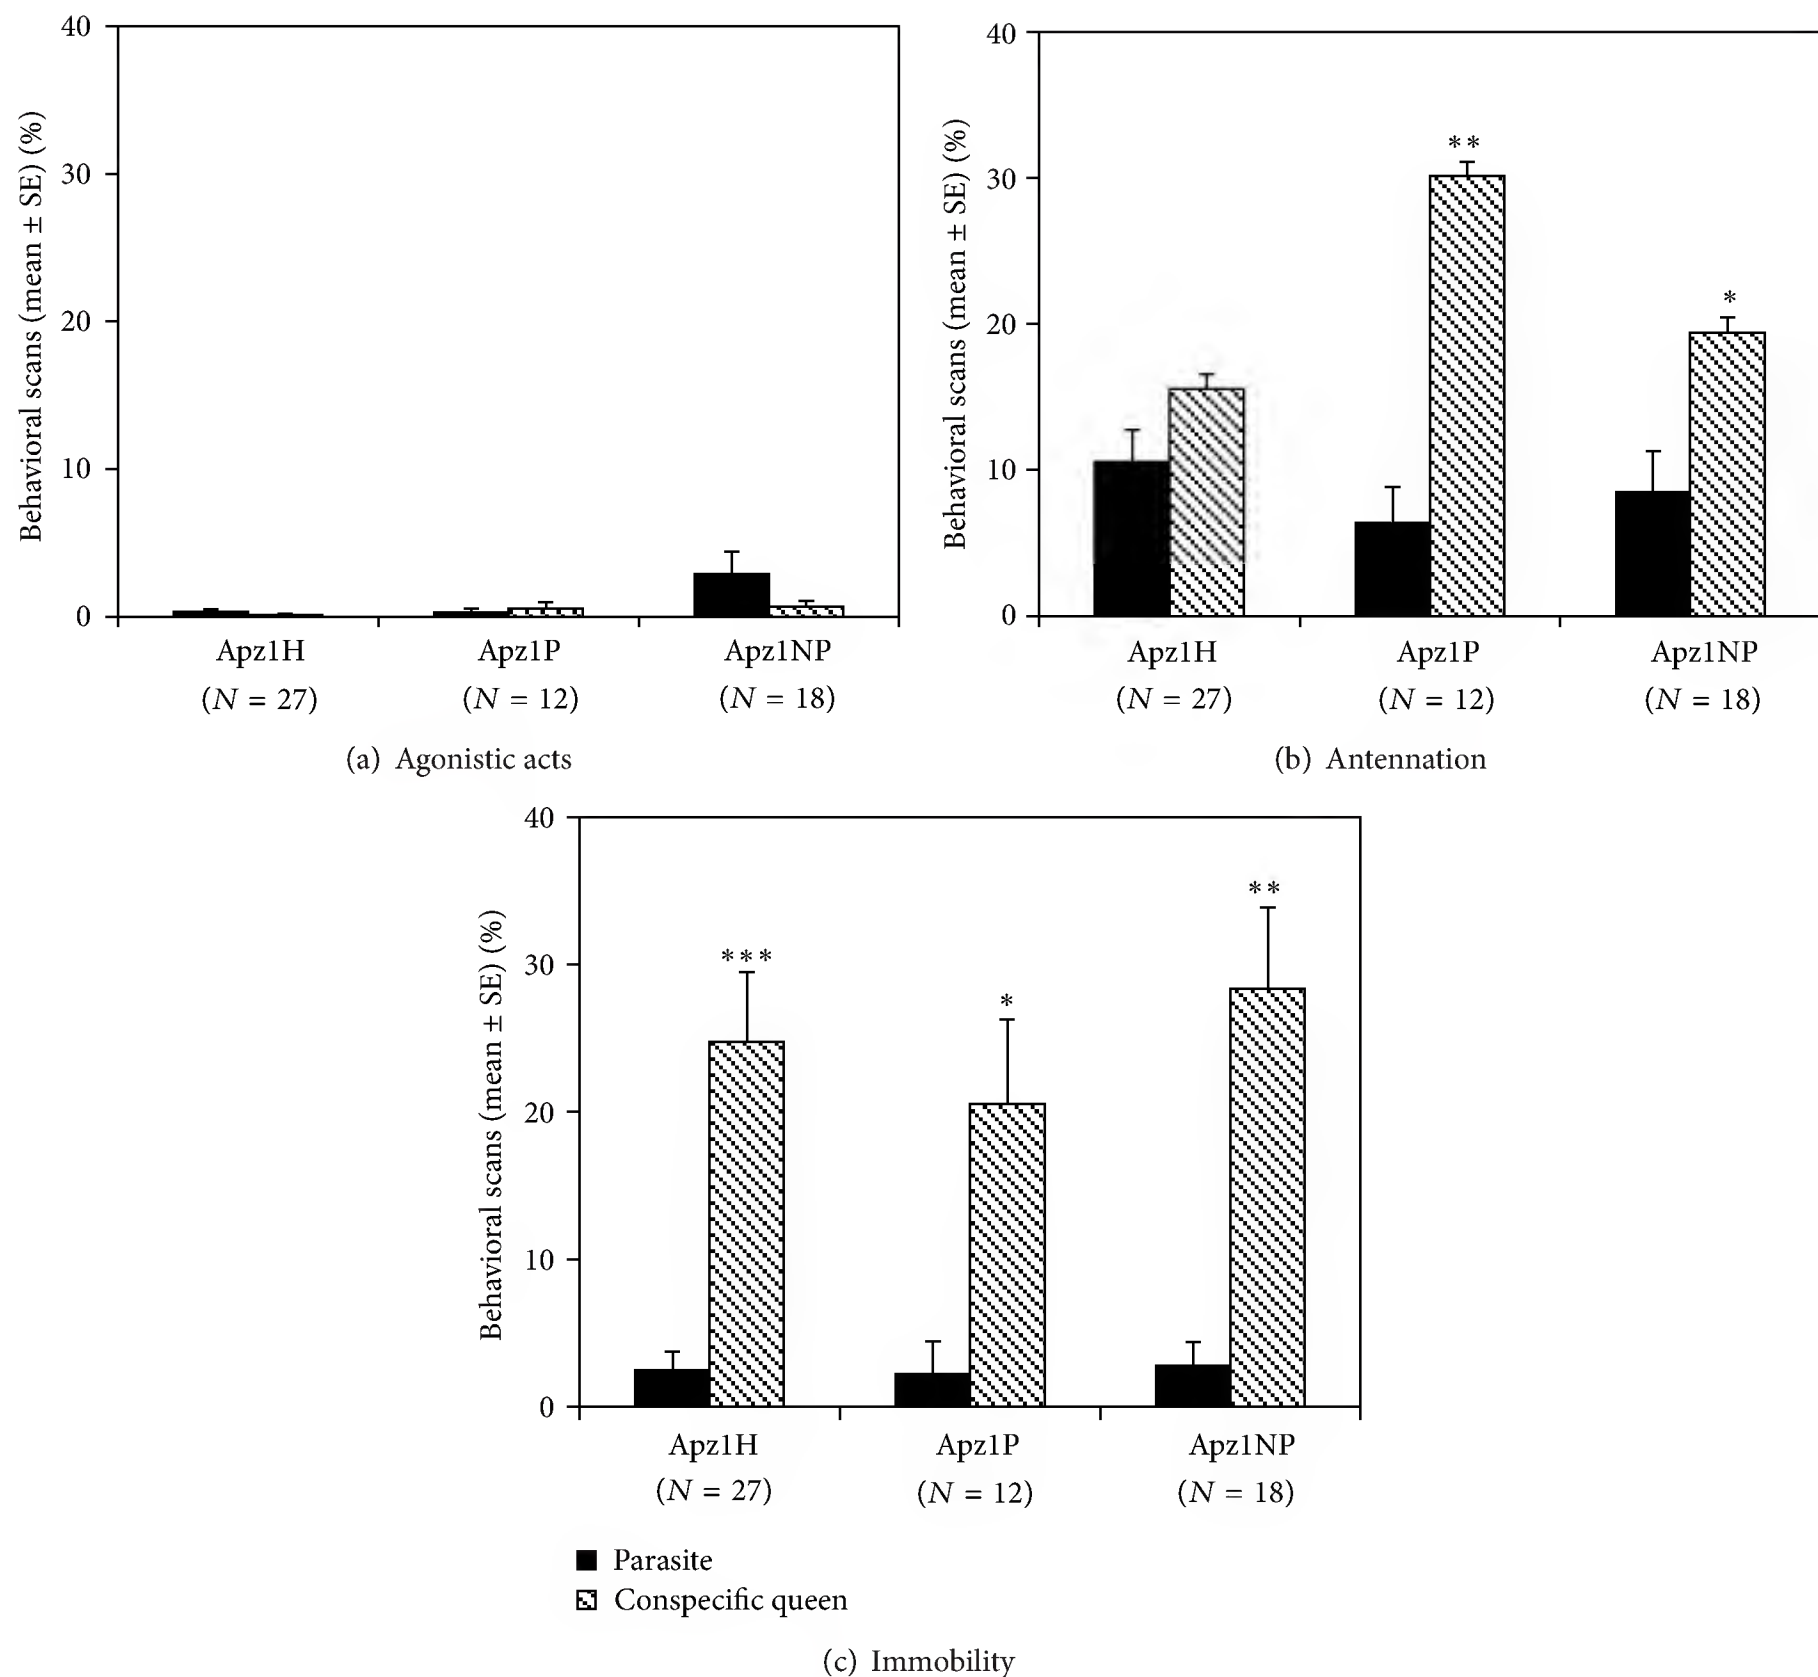 Behavioral scans (mean ± SE) (%)
40
30
20
10
0
Apz1H Apz1P Apz1NP
(N = 27) (N = 12) (N = 18)
(a) Agonistic acts
Behavioral scans (mean ± SE) (%)
40
30
20
10
0
**
*
Apz1H Apz1P Apz1NP
(N = 27) (N = 12) (N = 18)
(b) Antennation
Behavioral scans (mean ± SE) (%)
40
30
20
10
0
***
*
**
Apz1H Apz1P Apz1NP
(N = 27) (N = 12) (N = 18)
Parasite
Conspecific queen
(c) Immobility